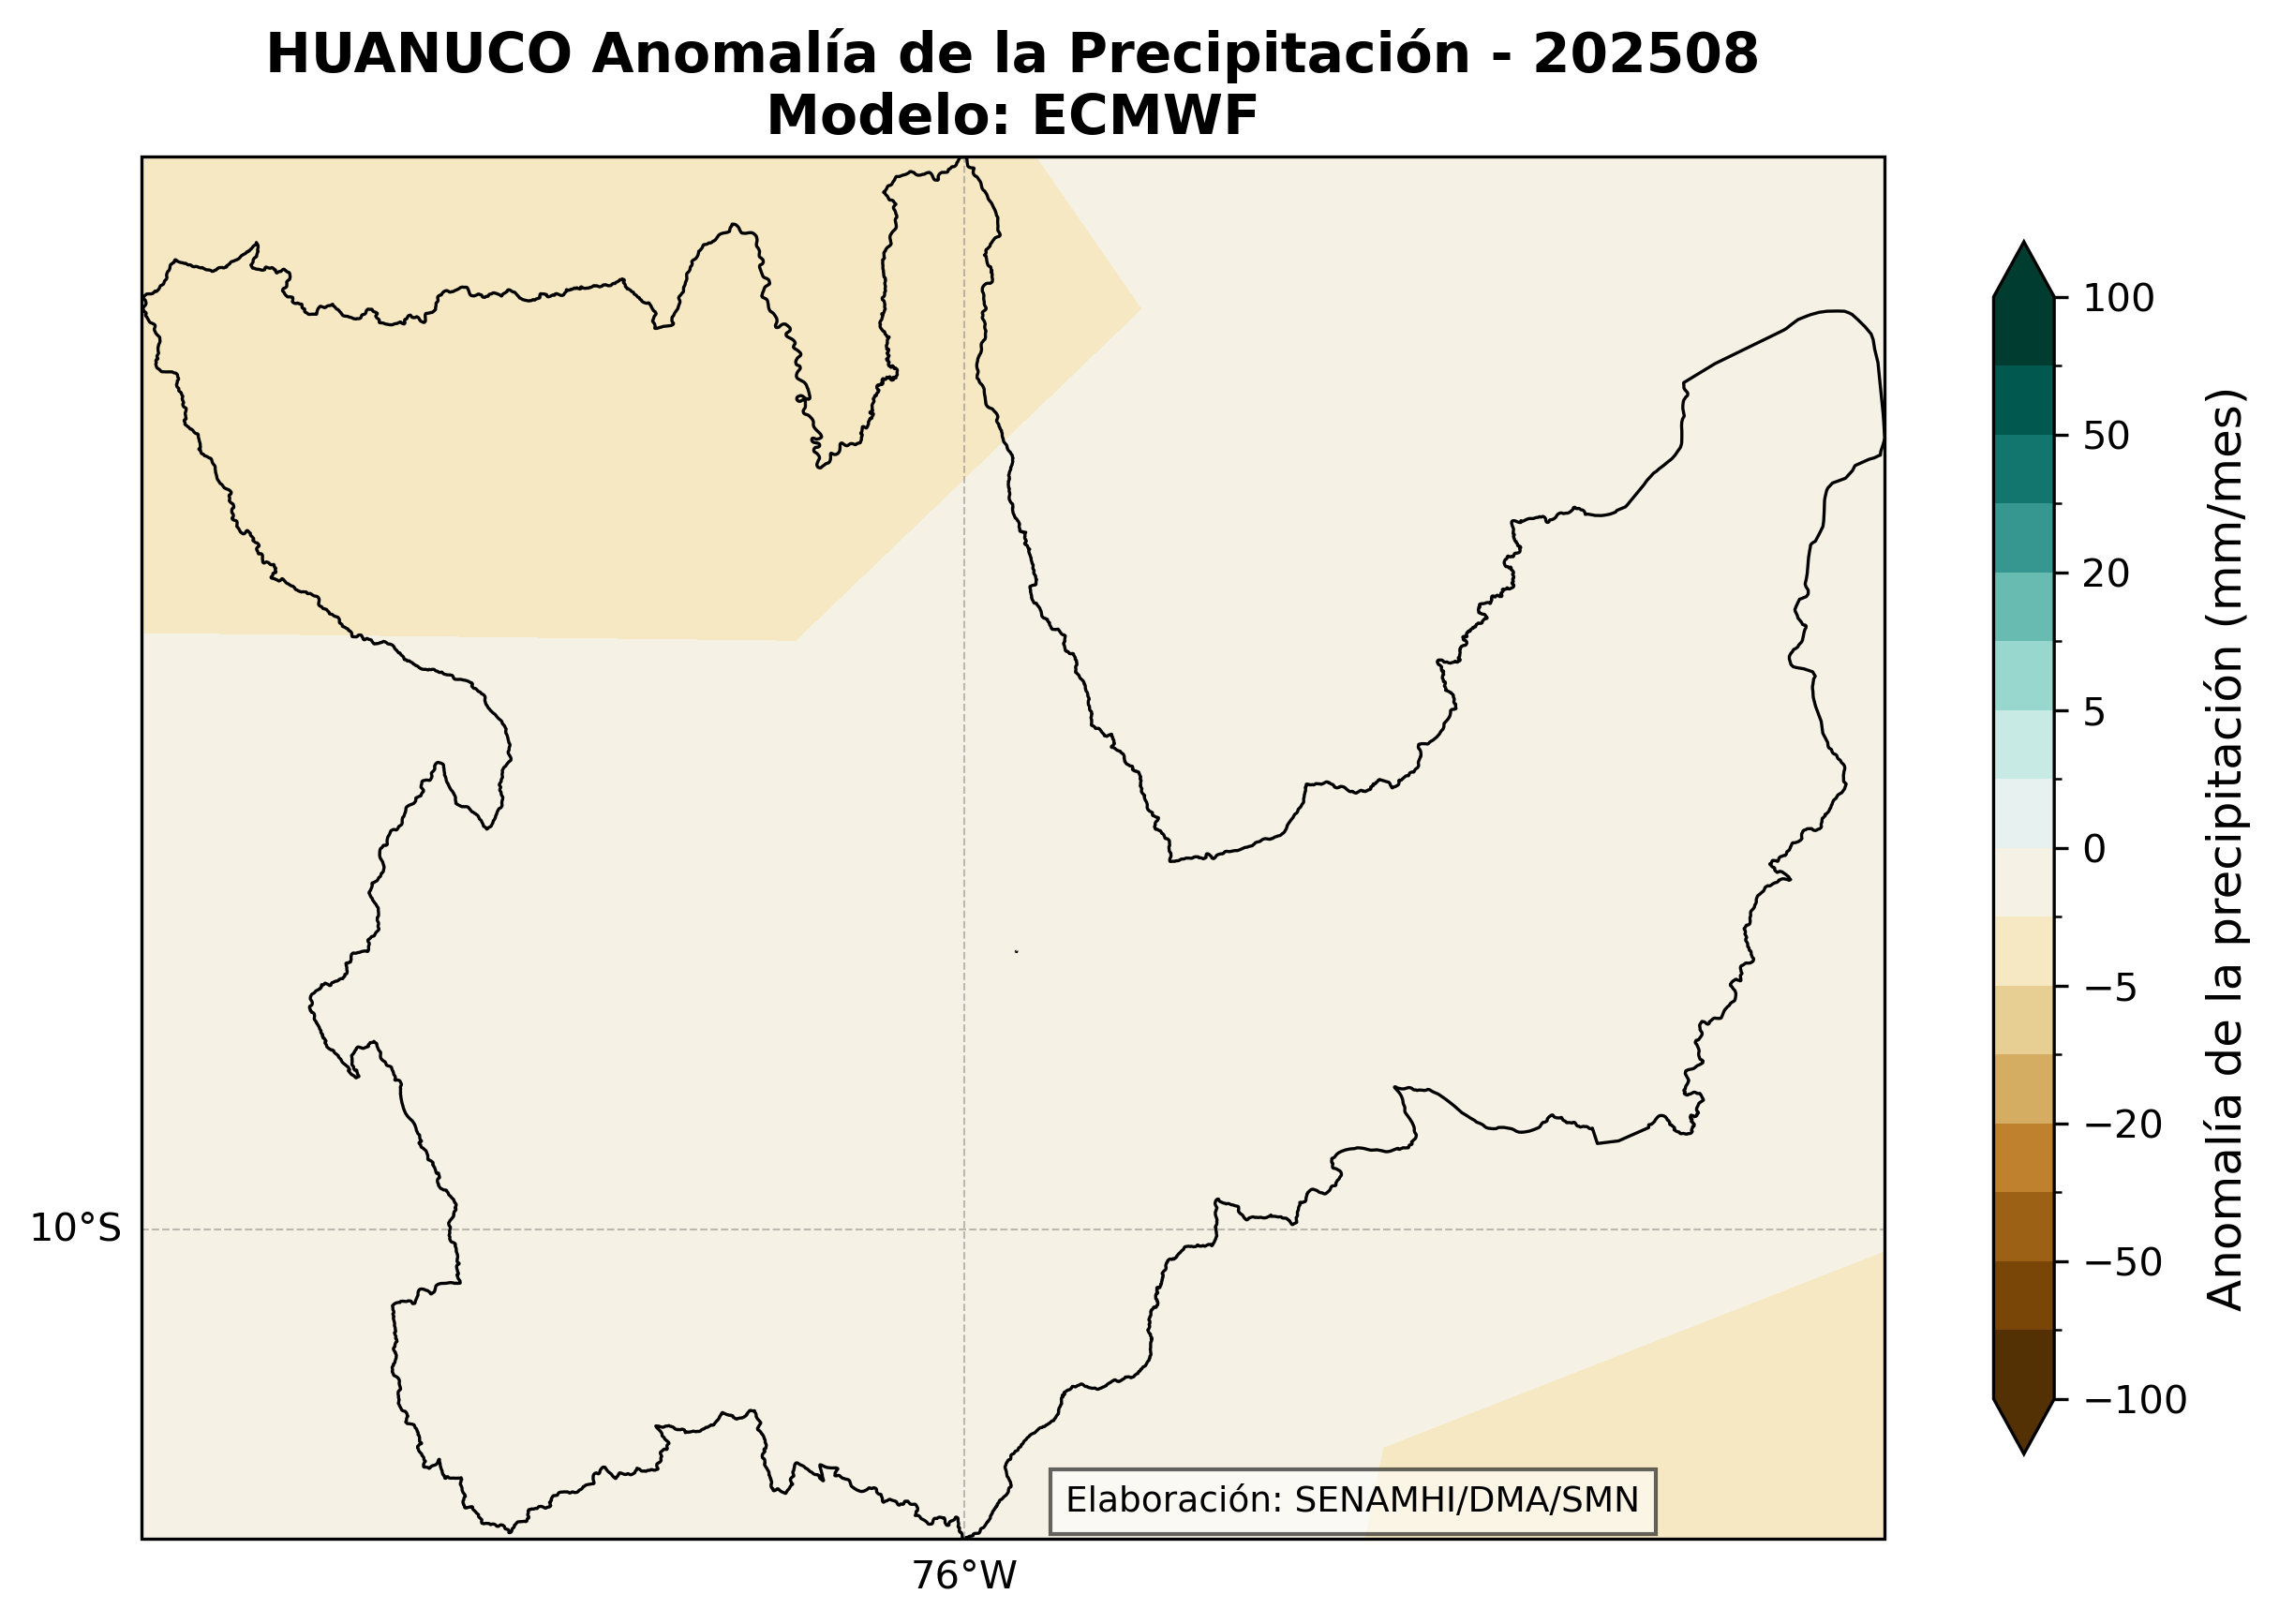 HUANUCO Anomalía de la Precipitación - 202508
Modelo: ECMWF
100
50
20
5
0
−5
−20
−50
−100
Anomalía de la precipitación (mm/mes)
10°S
76°W
Elaboración: SENAMHI/DMA/SMN